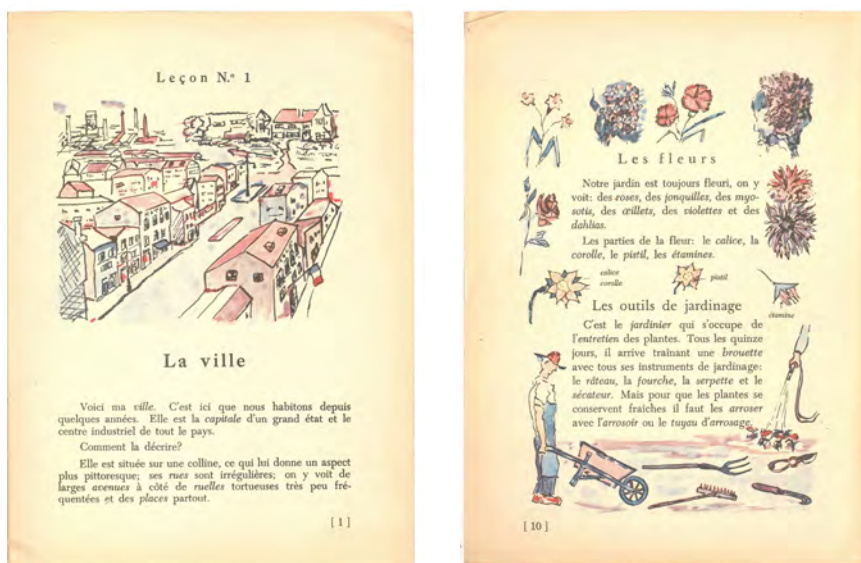 Leçon N.º 1
La ville
Voici ma ville. C'est ici que nous habitons depuis
quelques années. Elle est la capitale d'un grand état et le
centre industriel de tout le pays.
Comment la décrire?
Elle est située sur une colline, ce qui lui donne un aspect
plus pittoresque; ses rues sont irrégulières; on y voit de
larges avenues à côté de ruelles tortueuses très peu fré-
quentées et des places partout.
[ 1 ]
Les fleurs
Notre jardin est toujours fleuri, on y
voit: des roses, des jonquilles, des myo-
sotis, des œillets, des violettes et des
dahlias.
Les parties de la fleur: le calice, la
corolle, le pistil, les étamines.
calice
corolle
pistil
étamine
Les outils de jardinage
C'est le jardinier qui s'occupe de
l'entretien des plantes. Tous les quinze
jours, il arrive traînant une brouette
avec tous ses instruments de jardinage:
le râteau, la fourche, la serpette et le
sécateur. Mais pour que les plantes se
conservent fraîches il faut les arroser
avec l'arrosoir ou le tuyau d'arrosage.
[ 10 ]